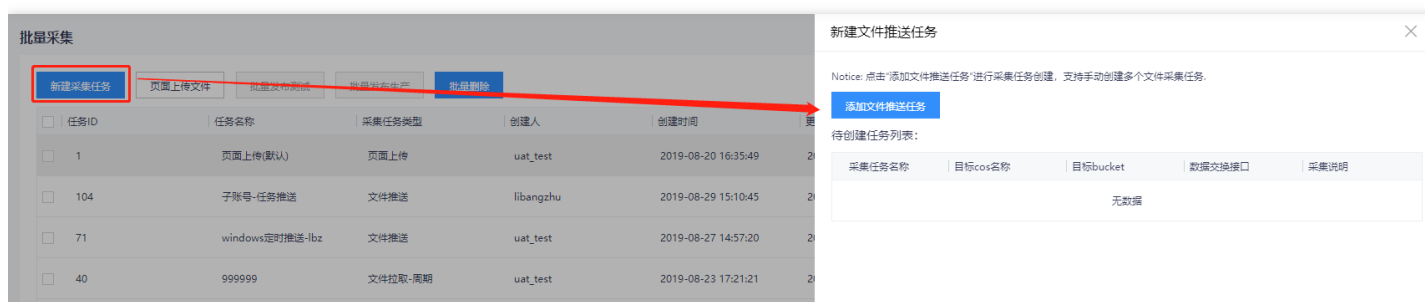 批量采集
新建采集任务 页面上传文件 批量发布测试 批量发布生产 批量删除
任务ID 任务名称 采集任务类型 创建人 创建时间 更
1 页面上传(默认) 页面上传 uat_test 2019-08-20 16:35:49 20
104 子账号-任务推送 文件推送 libangzhu 2019-08-29 15:10:45 20
71 windows定时推送-lbz 文件推送 uat_test 2019-08-27 14:57:20 20
40 999999 文件拉取-周期 uat_test 2019-08-23 17:21:21 20
新建文件推送任务
Notice: 点击“添加文件推送任务”进行采集任务创建，支持手动创建多个文件采集任务.
添加文件推送任务
待创建任务列表：
采集任务名称 目标cos名称 目标bucket 数据交换接口 采集说明
无数据